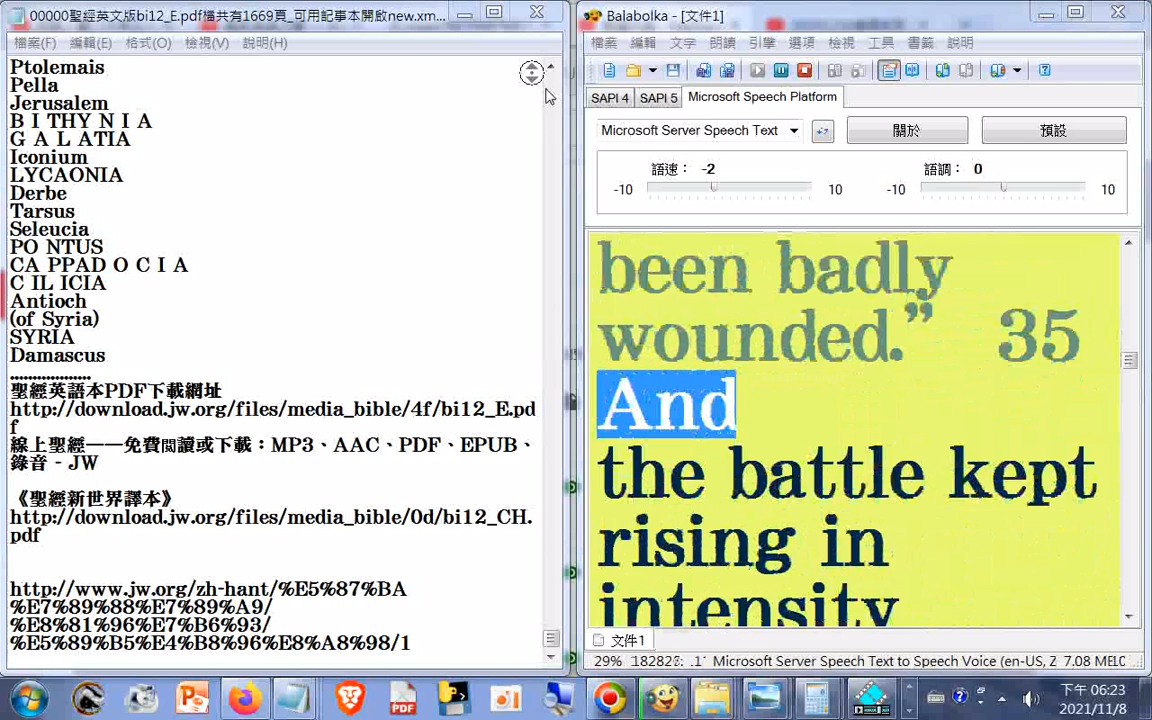 00000聖經英文版bi12_E.pdf檔共有1669頁_可用記事本開啟new.xm...
檔案(F) 編輯(E) 格式(O) 檢視(V) 說明(H)
Ptolemais
Pella
Jerusalem
B I THY N I A
G A L ATIA
Iconium
LYCAONIA
Derbe
Tarsus
Seleucia
PO NTUS
CA PPAD O C I A
C IL ICIA
Antioch
(of Syria)
SYRIA
Damascus
..................
聖經英語本PDF下載網址
http://download.jw.org/files/media_bible/4f/bi12_E.pd
f
線上聖經——免費閱讀或下載：MP3、AAC、PDF、EPUB、
錄音 - JW
《聖經新世界譯本》
http://download.jw.org/files/media_bible/0d/bi12_CH.
pdf
http://www.jw.org/zh-hant/%E5%87%BA
%E7%89%88%E7%89%A9/
%E8%81%96%E7%B6%93/
%E5%89%B5%E4%B8%96%E8%A8%98/1
Balabolka - [文件1]
檔案 編輯 文字 朗讀 引擎 選項 檢視 工具 書籤 說明
SAPI 4 SAPI 5 Microsoft Speech Platform
Microsoft Server Speech Text 關於 預設
語速： -2 語調： 0
-10 10 -10 10
been badly
wounded.” 35
And
the battle kept
rising in
intensity
文件1
29% Microsoft Server Speech Text to Speech Voice (en-US, Z 7.08 MELC
PDF
下午 06:23
2021/11/8